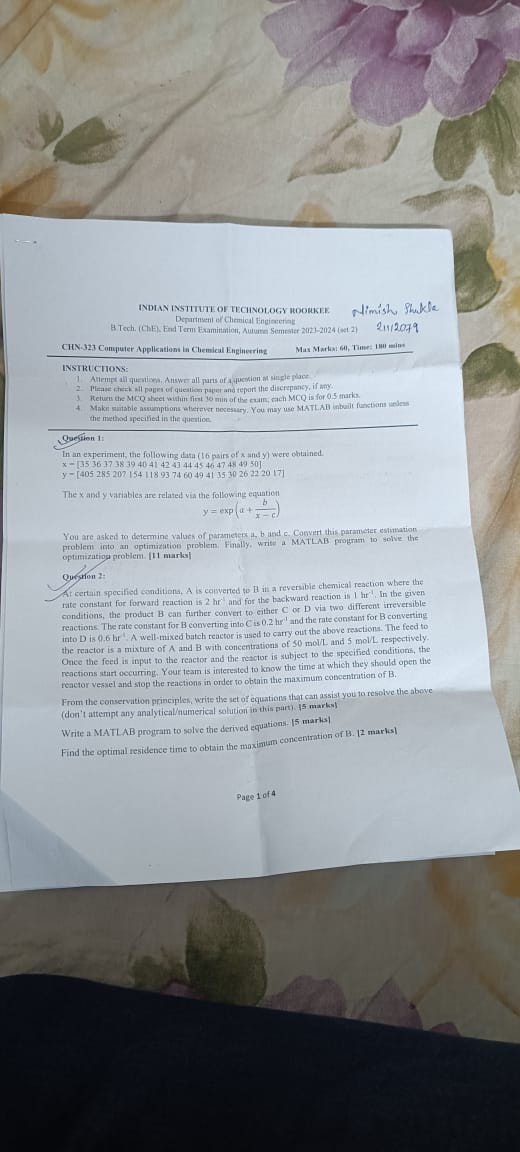 INDIAN INSTITUTE OF TECHNOLOGY ROORKEE
Nimish Shukla
Department of Chemical Engineering
B.Tech. (ChE), End Term Examination, Autumn Semester 2023-2024 (set 2)
21112079
CHN-323 Computer Applications in Chemical Engineering Max Marks: 60, Time: 180 mins
INSTRUCTIONS:
1. Attempt all questions. Answer all parts of a question at single place.
2. Please check all pages of question paper and report the discrepancy, if any.
3. Return the MCQ sheet within first 30 min of the exam; each MCQ is for 0.5 marks.
4. Make suitable assumptions wherever necessary. You may use MATLAB inbuilt functions unless
the method specified in the question.
Question 1:
In an experiment, the following data (16 pairs of x and y) were obtained.
x = [35 36 37 38 39 40 41 42 43 44 45 46 47 48 49 50]
y = [405 285 207 154 118 93 74 60 49 41 35 30 26 22 20 17]
The x and y variables are related via the following equation
y = exp(a + b/(x − c))
You are asked to determine values of parameters a, b and c. Convert this parameter estimation
problem into an optimization problem. Finally, write a MATLAB program to solve the
optimization problem. [11 marks]
Question 2:
At certain specified conditions, A is converted to B in a reversible chemical reaction where the
rate constant for forward reaction is 2 hr⁻¹ and for the backward reaction is 1 hr⁻¹. In the given
conditions, the product B can further convert to either C or D via two different irreversible
reactions. The rate constant for B converting into C is 0.2 hr⁻¹ and the rate constant for B converting
into D is 0.6 hr⁻¹. A well-mixed batch reactor is used to carry out the above reactions. The feed to
the reactor is a mixture of A and B with concentrations of 50 mol/L and 5 mol/L respectively.
Once the feed is input to the reactor and the reactor is subject to the specified conditions, the
reactions start occurring. Your team is interested to know the time at which they should open the
reactor vessel and stop the reactions in order to obtain the maximum concentration of B.
From the conservation principles, write the set of equations that can assist you to resolve the above
(don't attempt any analytical/numerical solution in this part). [5 marks]
Write a MATLAB program to solve the derived equations. [5 marks]
Find the optimal residence time to obtain the maximum concentration of B. [2 marks]
Page 1 of 4